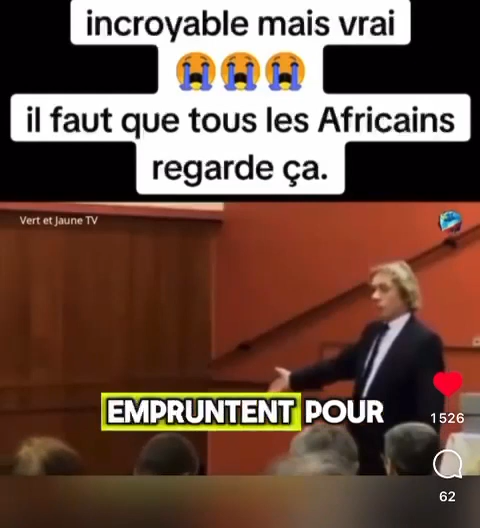 incroyable mais vrai
😭😭😭
il faut que tous les Africains
regarde ça.
Vert et Jaune TV
EMPRUNTENT POUR
1526
62